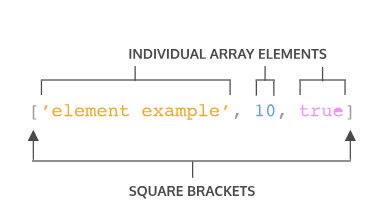 INDIVIDUAL ARRAY ELEMENTS
['element example', 10, true]
SQUARE BRACKETS